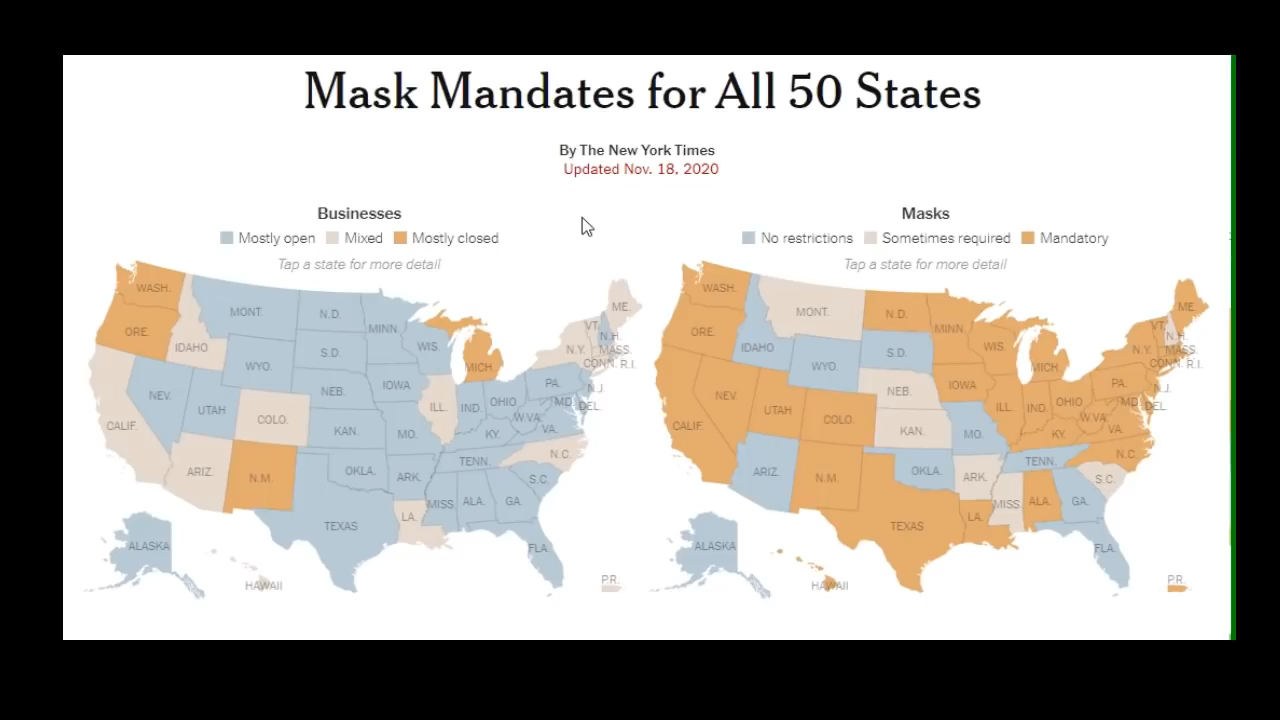 Mask Mandates for All 50 States
By The New York Times
Updated Nov. 18, 2020
Businesses
Mostly open Mixed Mostly closed
Tap a state for more detail
WASH.
MONT.
N.D.
MINN.
ME.
ORE.
IDAHO
WYO.
S.D.
WIS.
MICH.
VT.
N.H.
N.Y.
MASS.
CONN.
R.I.
NEV.
UTAH
COLO.
NEB.
IOWA
ILL.
IND.
OHIO
PA.
N.J.
MD.
DEL.
CALIF.
ARIZ.
N.M.
KAN.
MO.
KY.
W.VA.
VA.
OKLA.
ARK.
TENN.
N.C.
S.C.
TEXAS
LA.
MISS.
ALA.
GA.
FLA.
ALASKA
HAWAII
P.R.
Masks
No restrictions Sometimes required Mandatory
Tap a state for more detail
WASH.
MONT.
N.D.
MINN.
ME.
ORE.
IDAHO
WYO.
S.D.
WIS.
MICH.
VT.
N.H.
N.Y.
MASS.
CONN.
R.I.
NEV.
UTAH
COLO.
NEB.
IOWA
ILL.
IND.
OHIO
PA.
N.J.
MD.
DEL.
CALIF.
ARIZ.
N.M.
KAN.
MO.
KY.
W.VA.
VA.
OKLA.
ARK.
TENN.
N.C.
S.C.
TEXAS
LA.
MISS.
ALA.
GA.
FLA.
ALASKA
HAWAII
P.R.